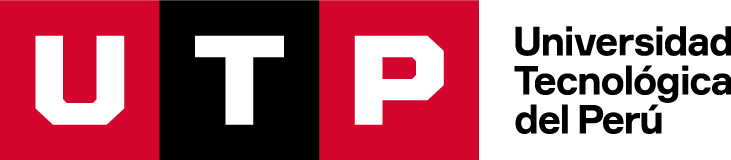 UTP
Universidad
Tecnológica
del Perú